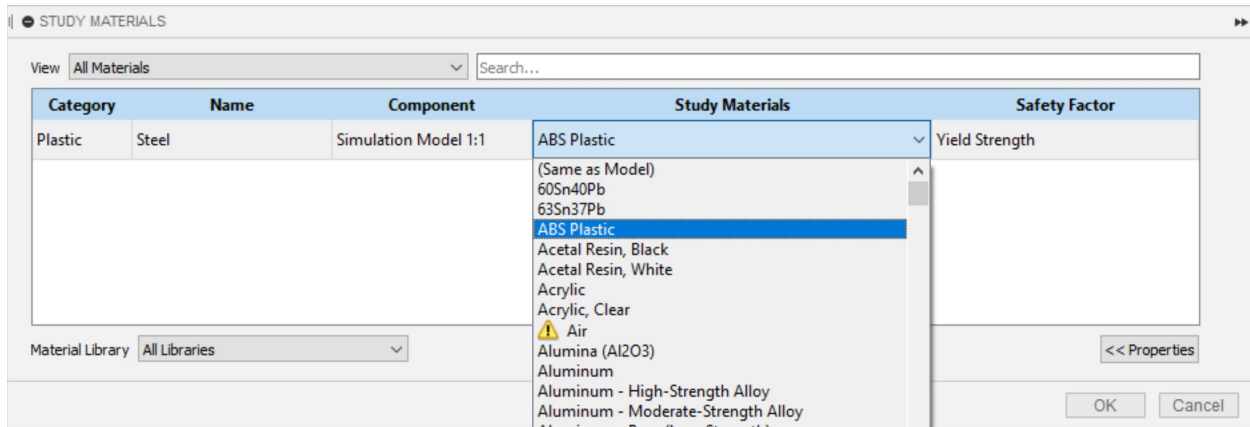 STUDY MATERIALS
View All Materials Search...
Category Name Component Study Materials Safety Factor
Plastic Steel Simulation Model 1:1 ABS Plastic Yield Strength
(Same as Model)
60Sn40Pb
63Sn37Pb
ABS Plastic
Acetal Resin, Black
Acetal Resin, White
Acrylic
Acrylic, Clear
Air
Alumina (Al2O3)
Aluminum
Aluminum - High-Strength Alloy
Aluminum - Moderate-Strength Alloy
Material Library All Libraries << Properties
OK Cancel